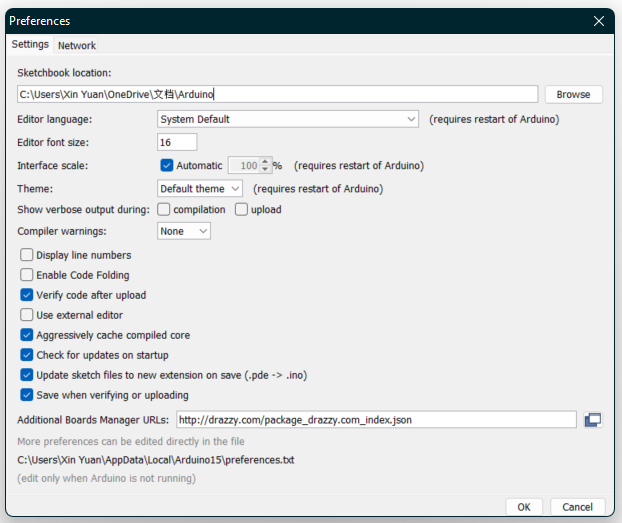 Preferences
Settings Network
Sketchbook location:
C:\Users\Xin Yuan\OneDrive\文档\Arduino Browse
Editor language: System Default (requires restart of Arduino)
Editor font size: 16
Interface scale: Automatic 100 % (requires restart of Arduino)
Theme: Default theme (requires restart of Arduino)
Show verbose output during: compilation upload
Compiler warnings: None
Display line numbers
Enable Code Folding
Verify code after upload
Use external editor
Aggressively cache compiled core
Check for updates on startup
Update sketch files to new extension on save (.pde -> .ino)
Save when verifying or uploading
Additional Boards Manager URLs: http://drazzy.com/package_drazzy.com_index.json
More preferences can be edited directly in the file
C:\Users\Xin Yuan\AppData\Local\Arduino15\preferences.txt
(edit only when Arduino is not running)
OK Cancel